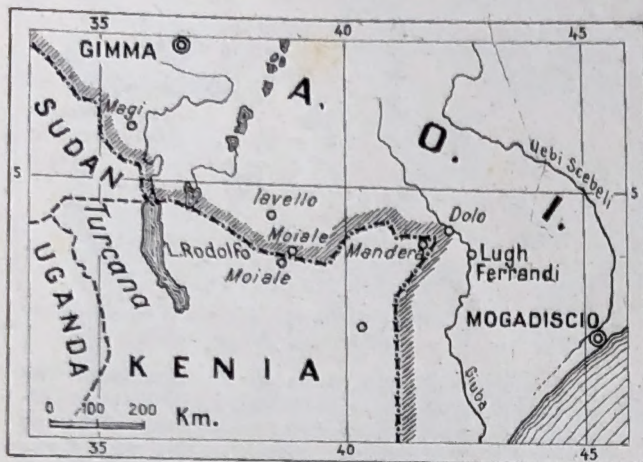 35
40
45
GIMMA
A.
O.
I.
Magi
SUDAN
Uebi Scebeli
5
5
Iavello
Dolo
Turcana
L.Rodolfo
Moiale
Mandera
Moiale
Lugh
Ferrandi
UGANDA
MOGADISCIO
KENIA
Giuba
0 100 200 Km.
35
40
45